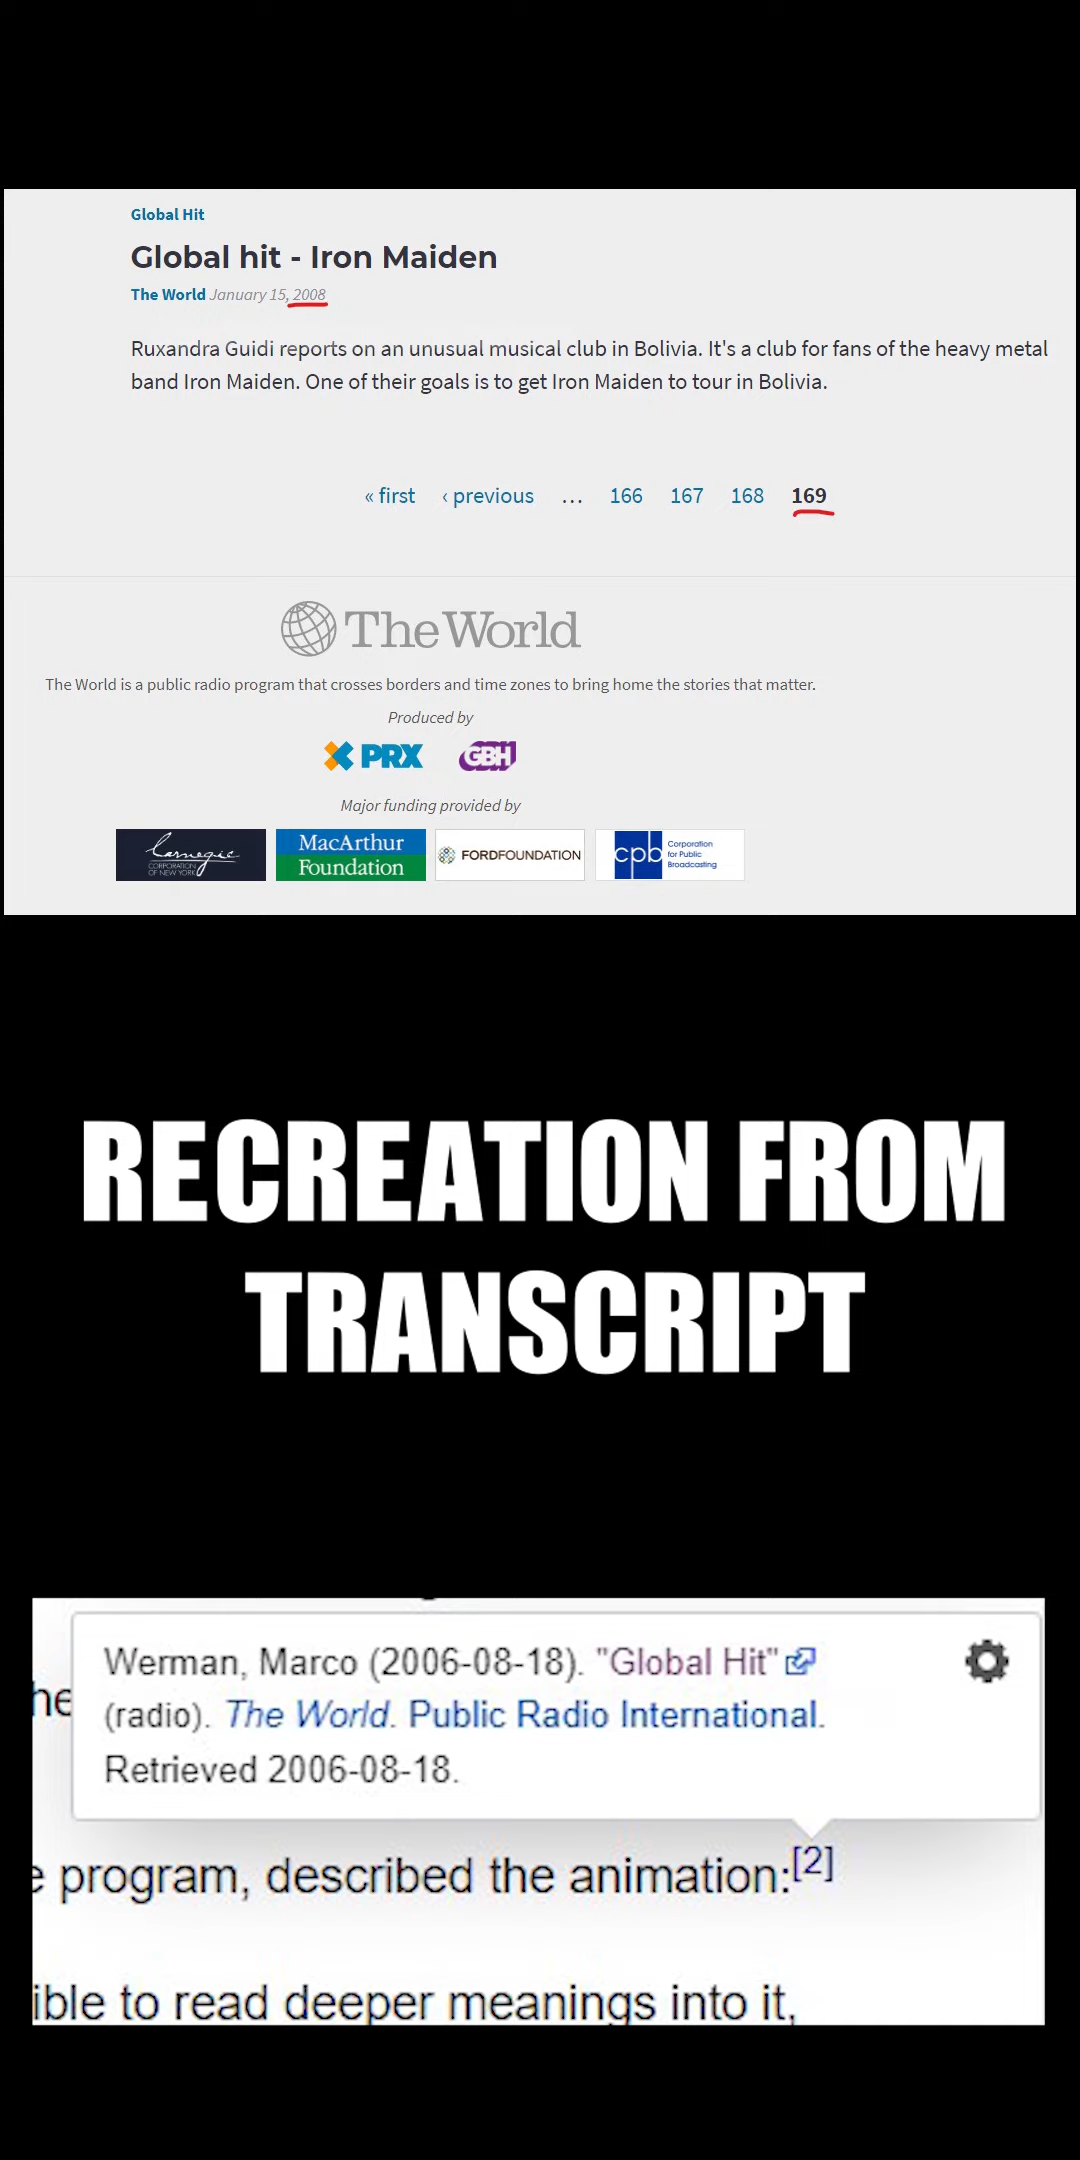 Global Hit
Global hit - Iron Maiden
The World January 15, 2008
Ruxandra Guidi reports on an unusual musical club in Bolivia. It's a club for fans of the heavy metal
band Iron Maiden. One of their goals is to get Iron Maiden to tour in Bolivia.
« first ‹ previous ... 166 167 168 169
The World
The World is a public radio program that crosses borders and time zones to bring home the stories that matter.
Produced by
PRX GBH
Major funding provided by
Carnegie
CORPORATION
OF NEW YORK
MacArthur
Foundation
FORDFOUNDATION
cpb
Corporation
for Public
Broadcasting
RECREATION FROM
TRANSCRIPT
Werman, Marco (2006-08-18). "Global Hit"
he
(radio). The World. Public Radio International.
Retrieved 2006-08-18.
e program, described the animation:[2]
ible to read deeper meanings into it,